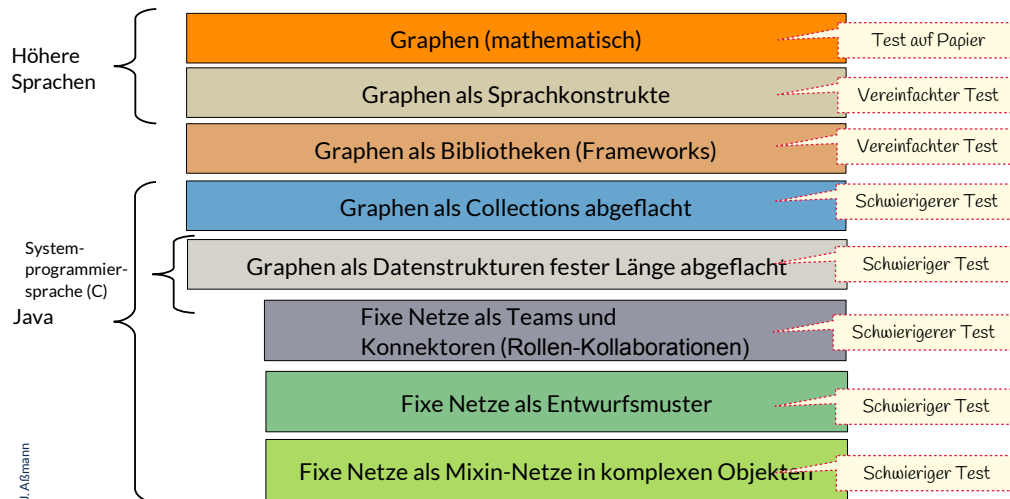 Höhere
Sprachen
Graphen (mathematisch)
Test auf Papier
Graphen als Sprachkonstrukte
Vereinfachter Test
Graphen als Bibliotheken (Frameworks)
Vereinfachter Test
Graphen als Collections abgeflacht
Schwierigerer Test
System-
programmier-
sprache (C)
Graphen als Datenstrukturen fester Länge abgeflacht
Schwieriger Test
Java
Fixe Netze als Teams und
Konnektoren (Rollen-Kollaborationen)
Schwierigerer Test
Fixe Netze als Entwurfsmuster
Schwieriger Test
Fixe Netze als Mixin-Netze in komplexen Objekten
Schwieriger Test
J. Aßmann